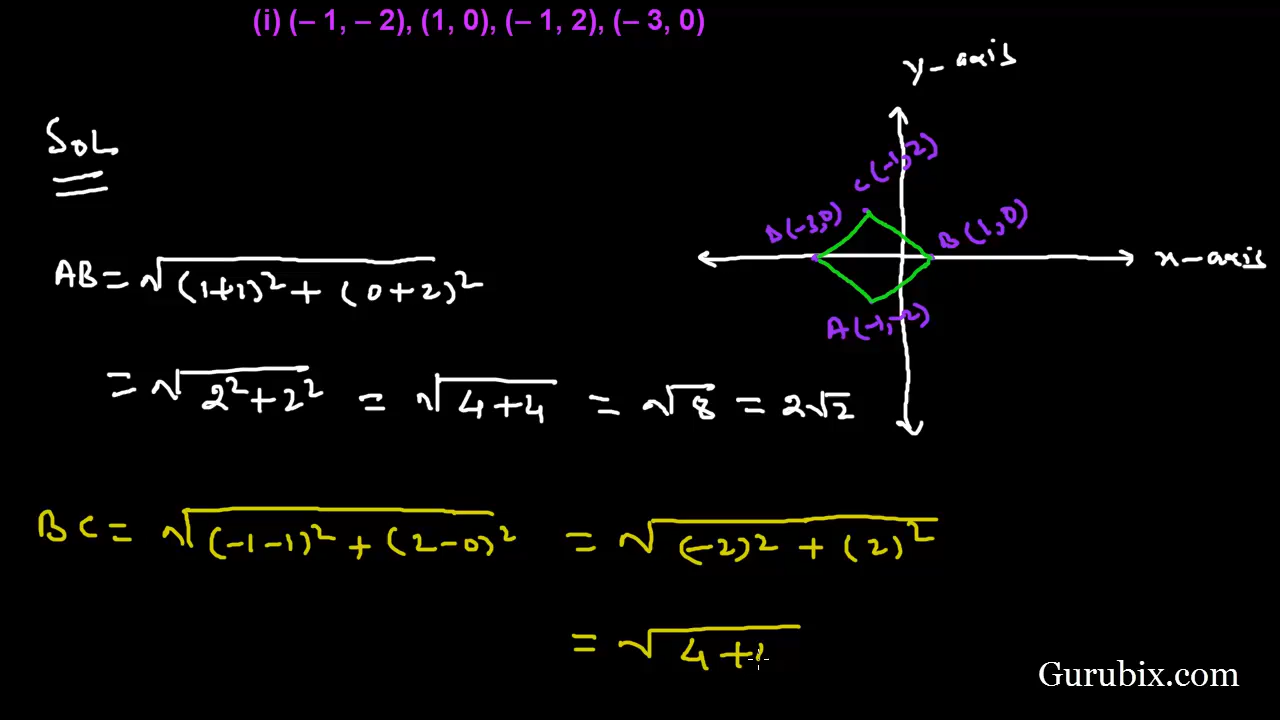 (i) (– 1, – 2), (1, 0), (– 1, 2), (– 3, 0)
y-axis
SOL
C(-1,2)
D(-3,0)
B(1,0)
x-axis
A(-1,-2)
AB = √(1+1)² + (0+2)²
= √2²+2² = √4+4 = √8 = 2√2
BC = √(-1-1)² + (2-0)² = √(-2)² + (2)²
= √4+
Gurubix.com